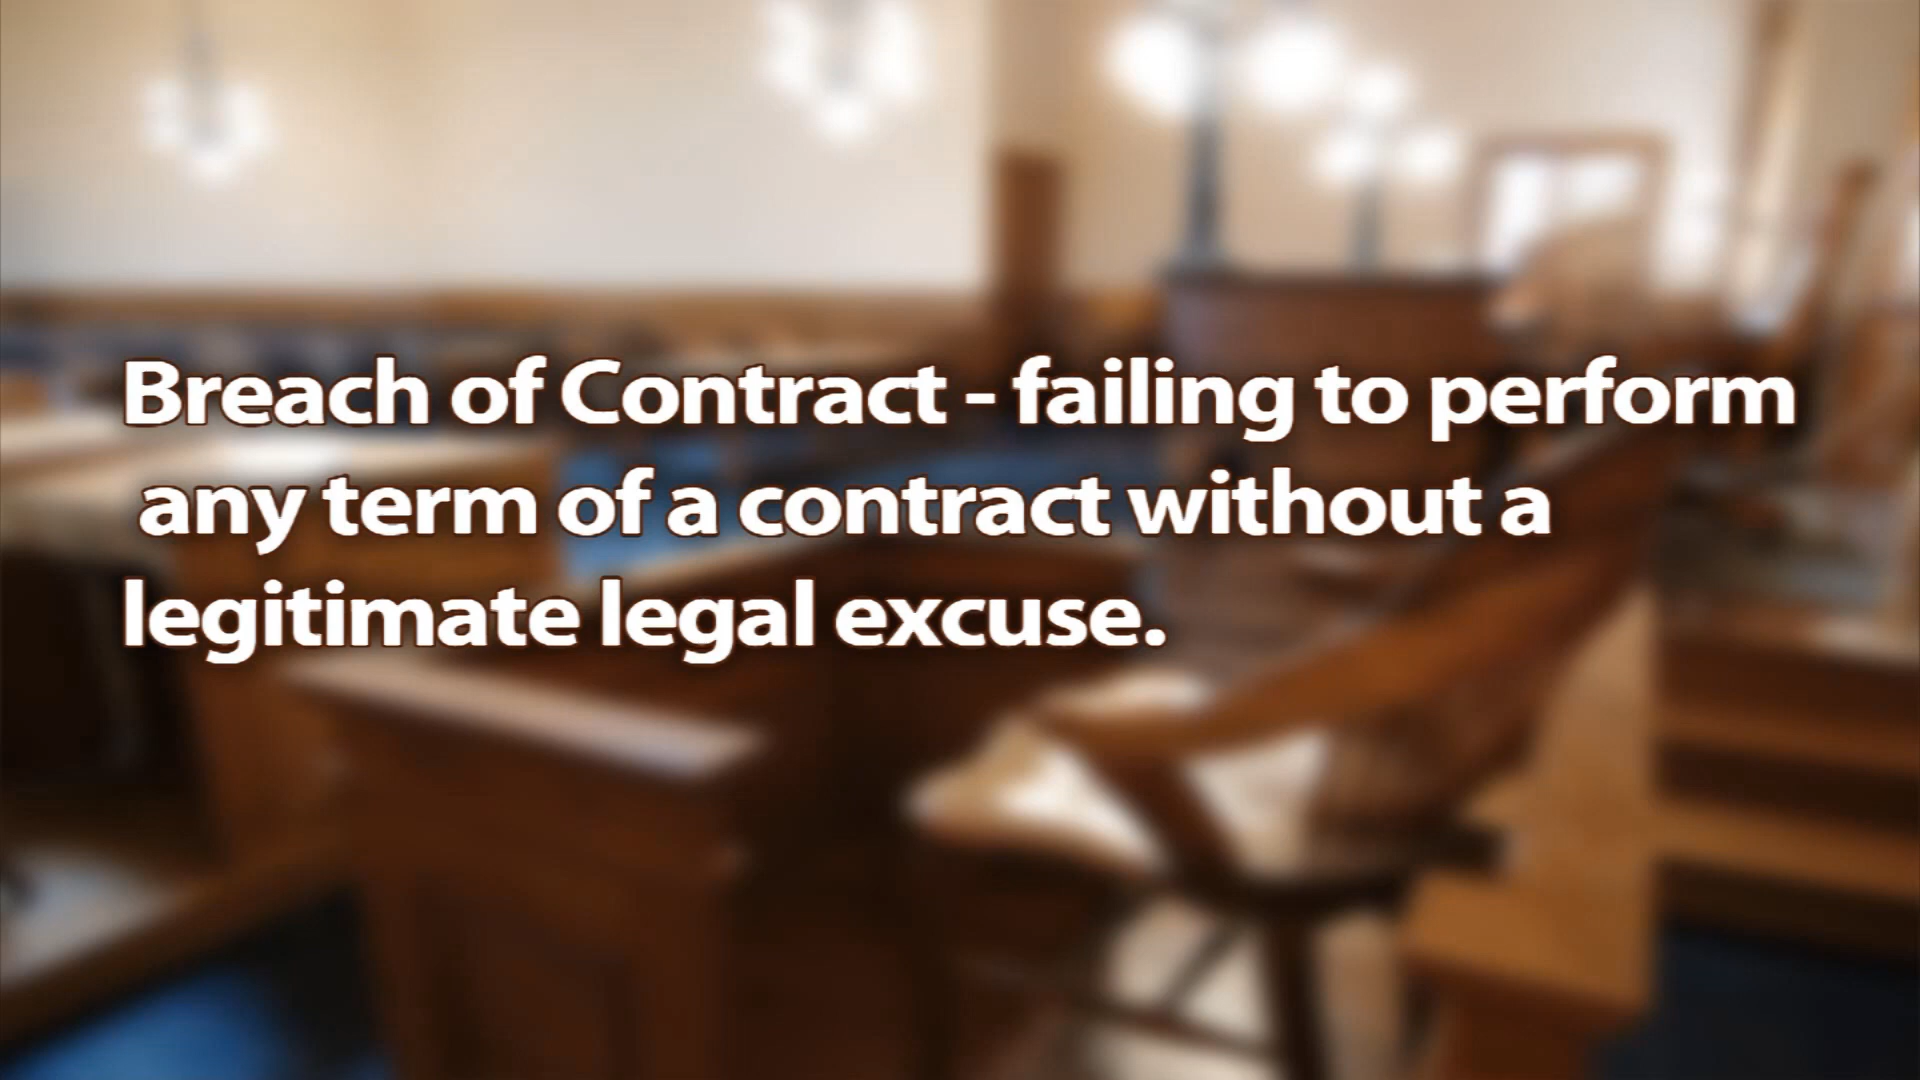 Breach of Contract - failing to perform
any term of a contract without a
legitimate legal excuse.